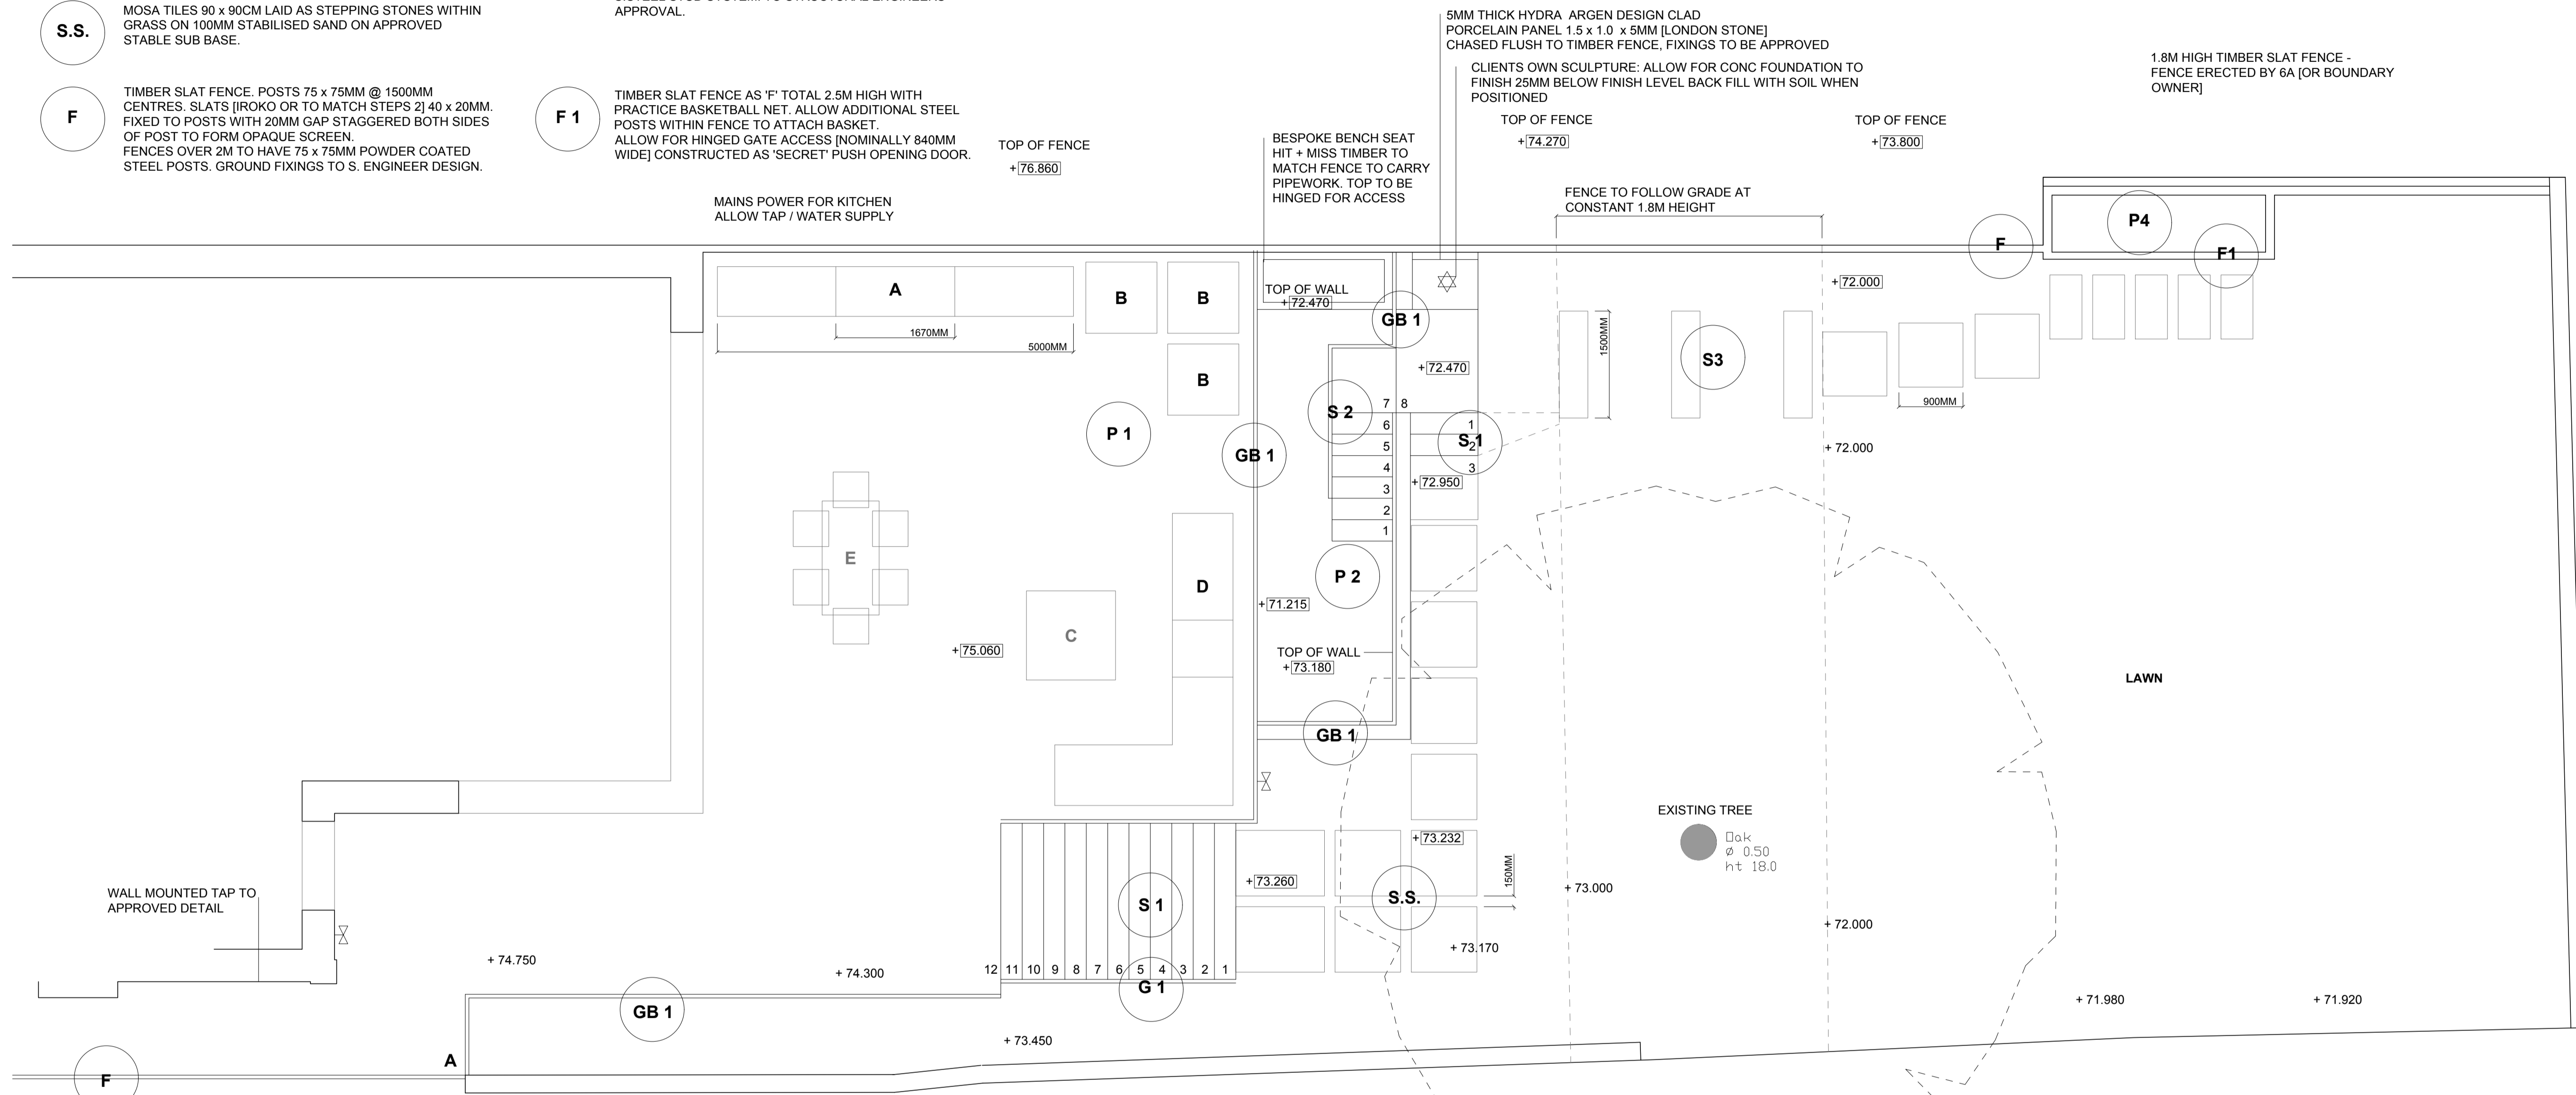 S.S.
MOSA TILES 90 x 90CM LAID AS STEPPING STONES WITHIN
GRASS ON 100MM STABILISED SAND ON APPROVED
STABLE SUB BASE.
APPROVAL.
F
TIMBER SLAT FENCE. POSTS 75 x 75MM @ 1500MM
CENTRES. SLATS [IROKO OR TO MATCH STEPS 2] 40 x 20MM.
FIXED TO POSTS WITH 20MM GAP STAGGERED BOTH SIDES
OF POST TO FORM OPAQUE SCREEN.
FENCES OVER 2M TO HAVE 75 x 75MM POWDER COATED
STEEL POSTS. GROUND FIXINGS TO S. ENGINEER DESIGN.
F 1
TIMBER SLAT FENCE AS 'F' TOTAL 2.5M HIGH WITH
PRACTICE BASKETBALL NET. ALLOW ADDITIONAL STEEL
POSTS WITHIN FENCE TO ATTACH BASKET.
ALLOW FOR HINGED GATE ACCESS [NOMINALLY 840MM
WIDE] CONSTRUCTED AS 'SECRET' PUSH OPENING DOOR.
TOP OF FENCE
+76.860
MAINS POWER FOR KITCHEN
ALLOW TAP / WATER SUPPLY
BESPOKE BENCH SEAT
HIT + MISS TIMBER TO
MATCH FENCE TO CARRY
PIPEWORK. TOP TO BE
HINGED FOR ACCESS
5MM THICK HYDRA ARGEN DESIGN CLAD
PORCELAIN PANEL 1.5 x 1.0 x 5MM [LONDON STONE]
CHASED FLUSH TO TIMBER FENCE, FIXINGS TO BE APPROVED
CLIENTS OWN SCULPTURE: ALLOW FOR CONC FOUNDATION TO
FINISH 25MM BELOW FINISH LEVEL BACK FILL WITH SOIL WHEN
POSITIONED
TOP OF FENCE
+74.270
TOP OF FENCE
+73.800
1.8M HIGH TIMBER SLAT FENCE -
FENCE ERECTED BY 6A [OR BOUNDARY
OWNER]
FENCE TO FOLLOW GRADE AT
CONSTANT 1.8M HEIGHT
F
P4
F1
A
1670MM
5000MM
B
B
B
TOP OF WALL
+72.470
GB 1
+72.470
+72.000
1500MM
S3
900MM
P 1
GB 1
S 2
7
8
6
5
4
3
2
1
S 1
1
2
3
+72.950
+ 72.000
E
C
D
P 2
+71.215
+75.060
TOP OF WALL
+73.180
GB 1
LAWN
EXISTING TREE
Oak
ø 0.50
ht 18.0
+73.232
+73.260
150MM
S.S.
+ 73.000
+ 72.000
+ 73.170
WALL MOUNTED TAP TO
APPROVED DETAIL
S 1
12 11 10 9 8 7 6 5 4 3 2 1
G 1
+ 74.750
+ 74.300
GB 1
+ 73.450
+ 71.980
+ 71.920
A
F